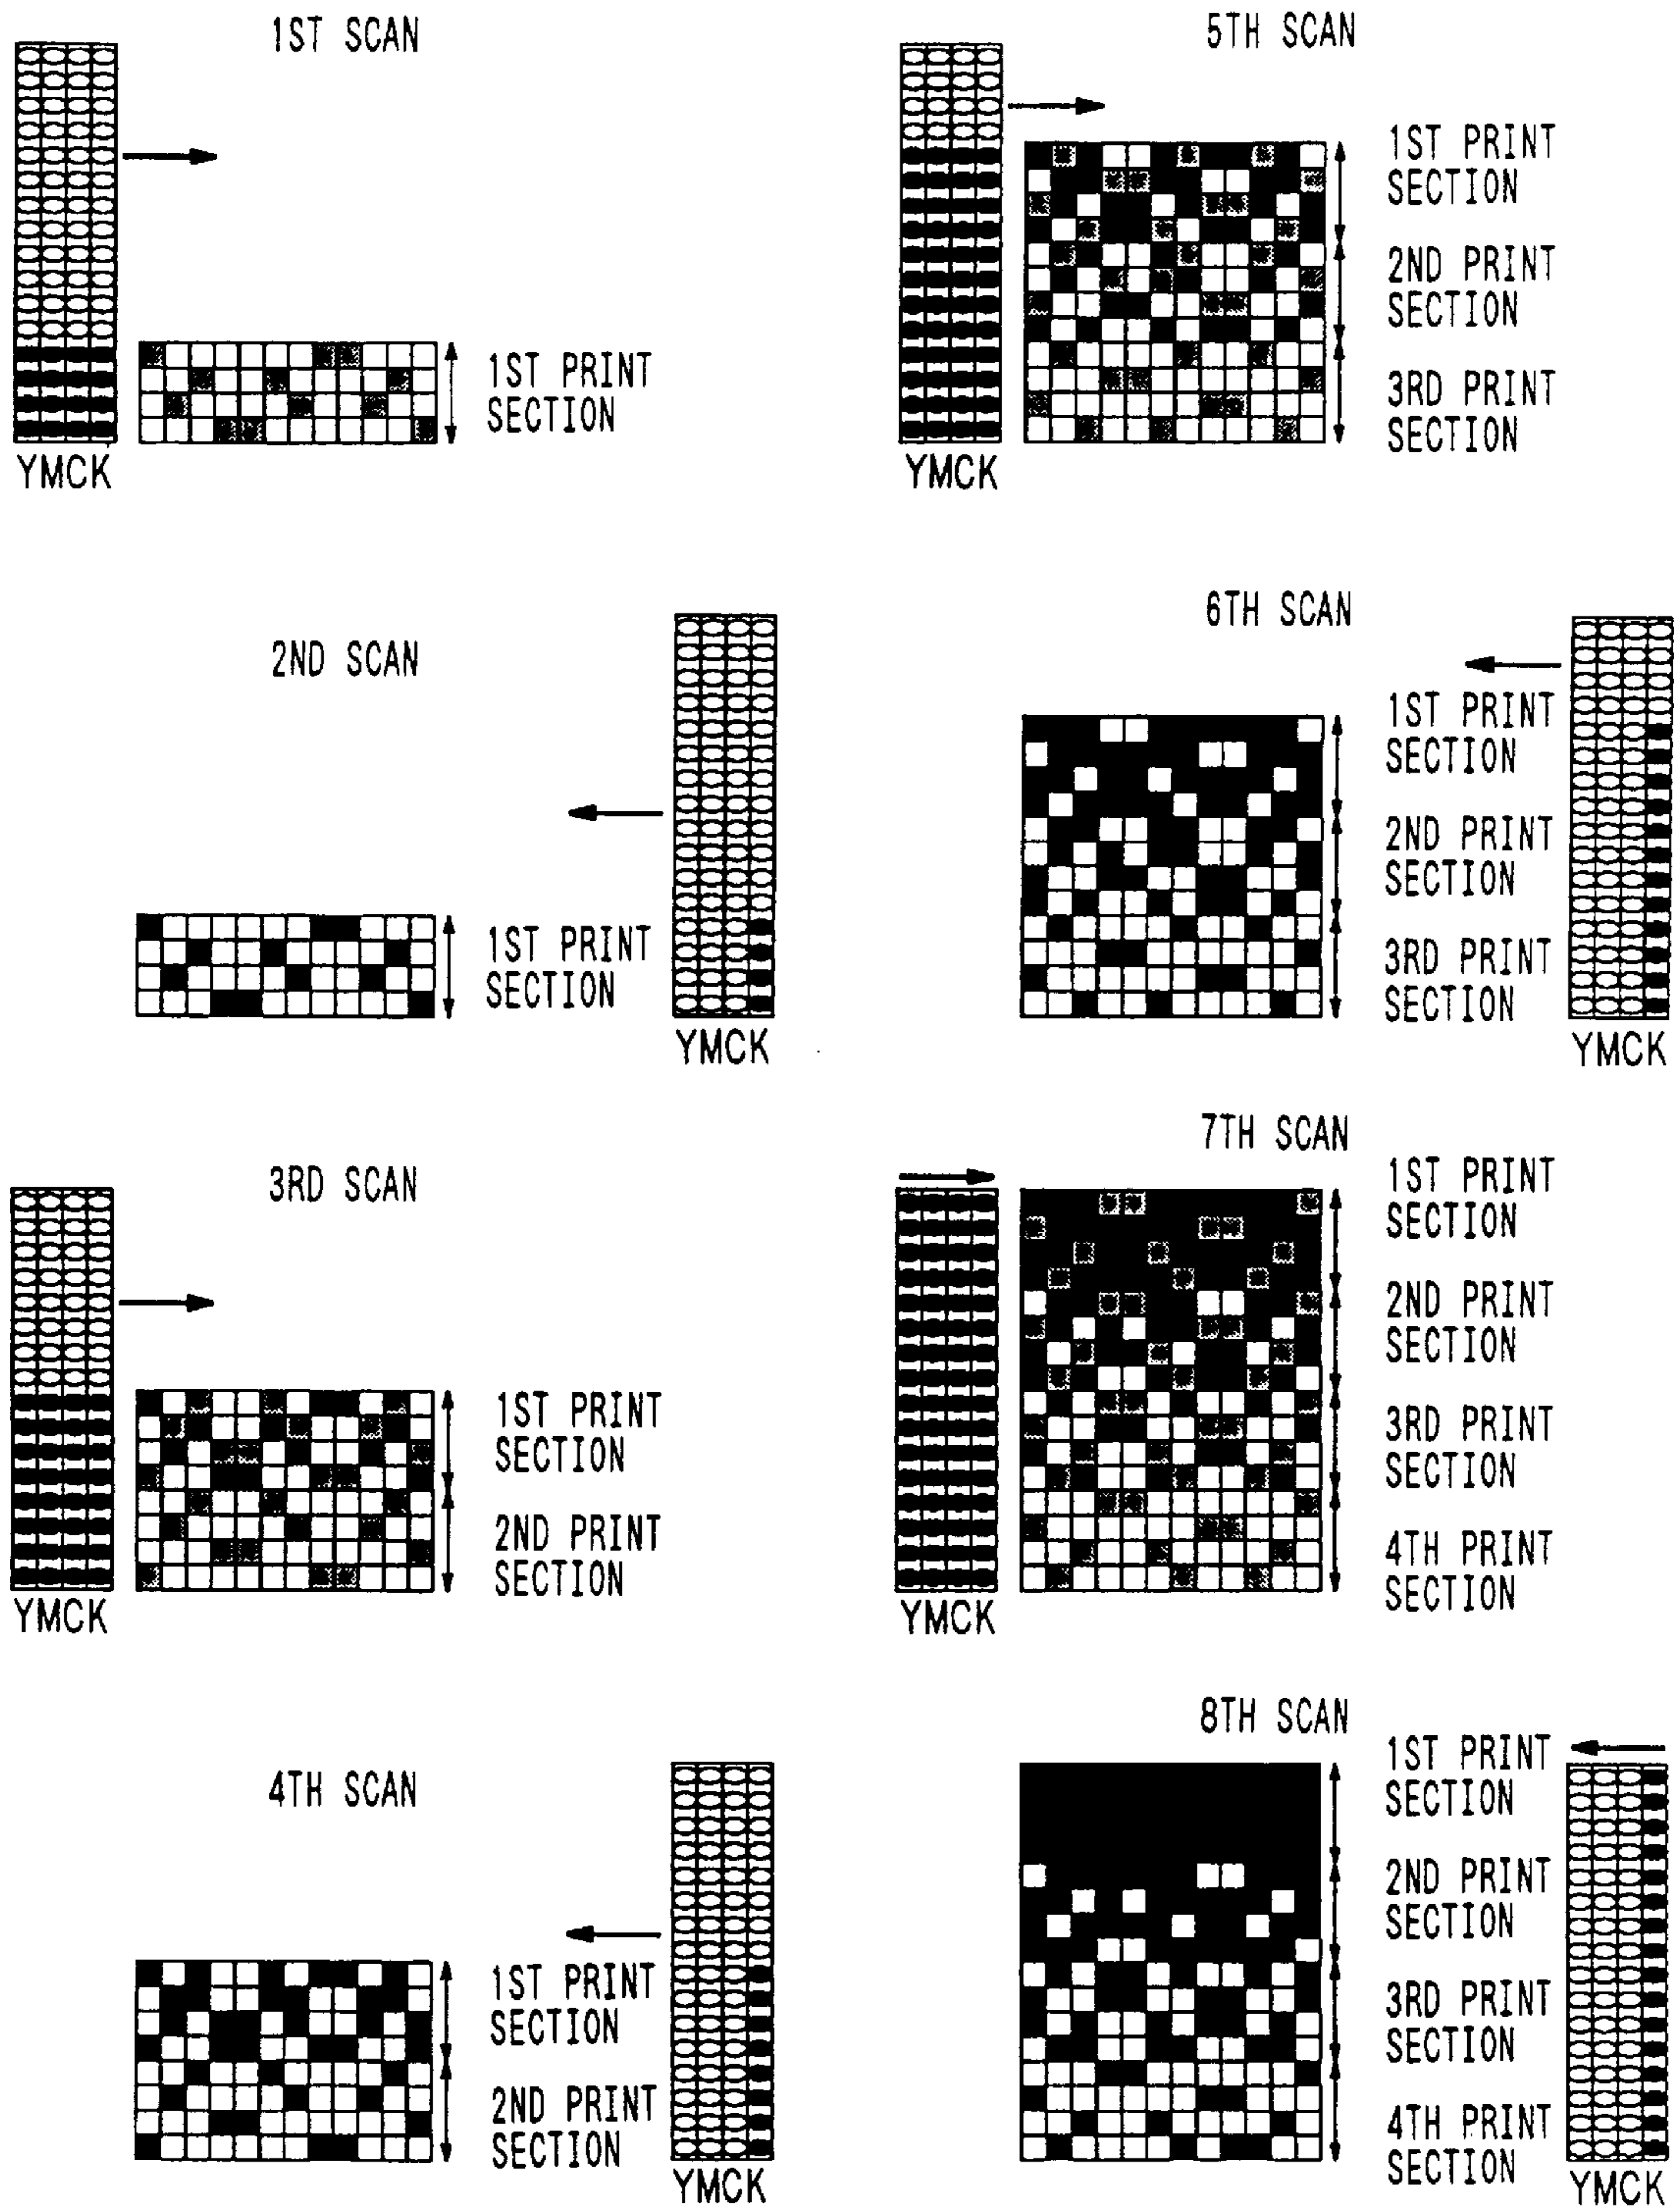 1ST SCAN
1ST PRINT
SECTION
YMCK
2ND SCAN
1ST PRINT
SECTION
YMCK
3RD SCAN
1ST PRINT
SECTION
2ND PRINT
SECTION
YMCK
4TH SCAN
1ST PRINT
SECTION
2ND PRINT
SECTION
YMCK
5TH SCAN
1ST PRINT
SECTION
2ND PRINT
SECTION
3RD PRINT
SECTION
YMCK
6TH SCAN
1ST PRINT
SECTION
2ND PRINT
SECTION
3RD PRINT
SECTION
YMCK
7TH SCAN
1ST PRINT
SECTION
2ND PRINT
SECTION
3RD PRINT
SECTION
4TH PRINT
SECTION
YMCK
8TH SCAN
1ST PRINT
SECTION
2ND PRINT
SECTION
3RD PRINT
SECTION
4TH PRINT
SECTION
YMCK